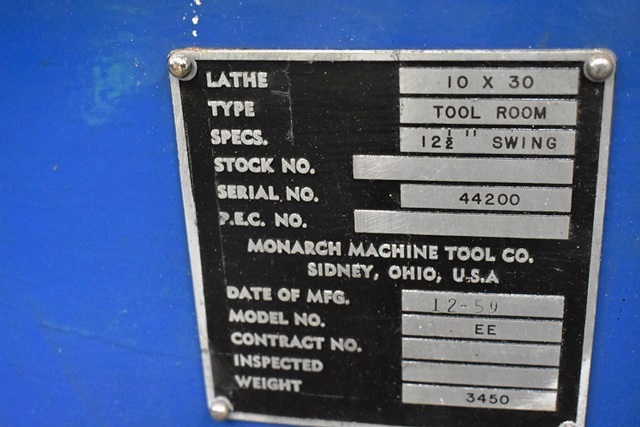 LATHE 10 X 30
TYPE TOOL ROOM
SPECS. 12½" SWING
STOCK NO.
SERIAL NO. 44200
P.E.C. NO.
MONARCH MACHINE TOOL CO.
SIDNEY, OHIO, U.S.A
DATE OF MFG. 12-59
MODEL NO. EE
CONTRACT NO.
INSPECTED
WEIGHT 3450